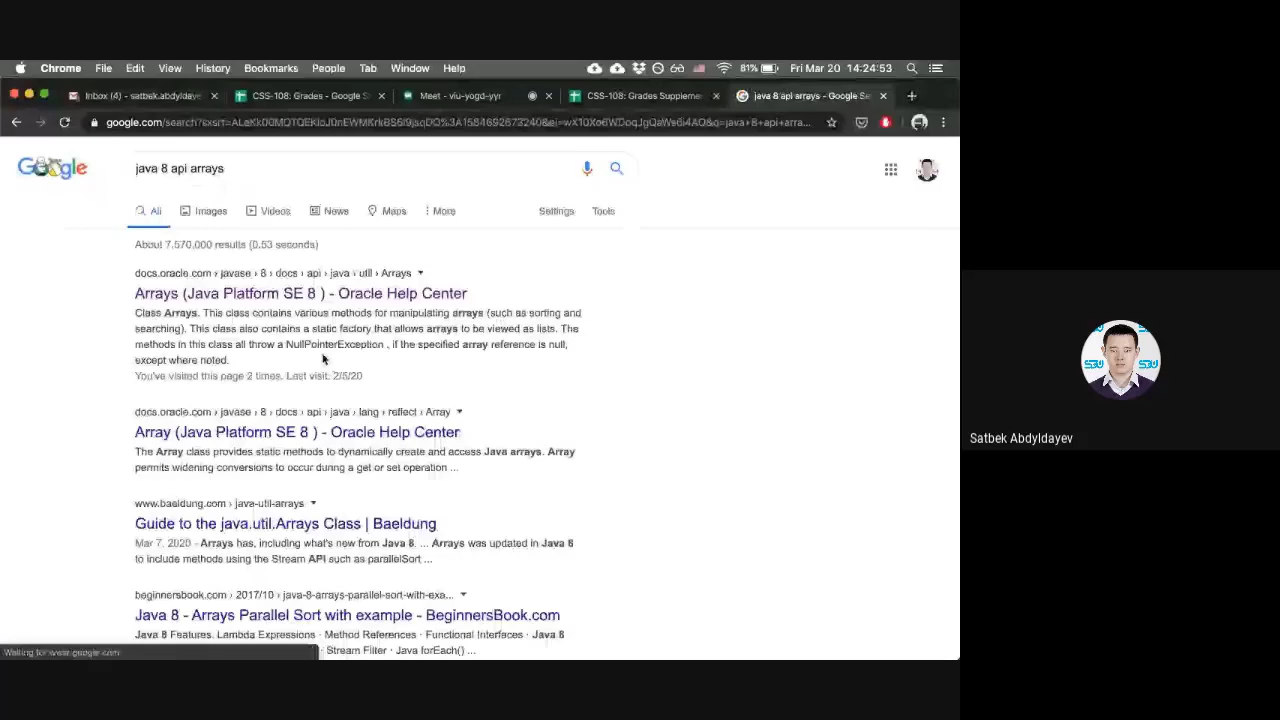 Chrome File Edit View History Bookmarks People Tab Window Help 81% Fri Mar 20 14:24:53
Inbox (4) - satbek.abdyldaye CSS-108: Grades - Google S Meet - viu-yogd-yyr CSS-108: Grades Suppleme java 8 api arrays - Google Se
Google
java 8 api arrays
All Images Videos News Maps More Settings Tools
About 7,570,000 results (0.53 seconds)
docs.oracle.com › javase › 8 › docs › api › java › util › Arrays
Arrays (Java Platform SE 8 ) - Oracle Help Center
Class Arrays. This class contains various methods for manipulating arrays (such as sorting and
searching). This class also contains a static factory that allows arrays to be viewed as lists. The
methods in this class all throw a NullPointerException , if the specified array reference is null,
except where noted.
You've visited this page 2 times. Last visit: 2/5/20
docs.oracle.com › javase › 8 › docs › api › java › lang › reflect › Array
Array (Java Platform SE 8 ) - Oracle Help Center
The Array class provides static methods to dynamically create and access Java arrays. Array
permits widening conversions to occur during a get or set operation ...
www.baeldung.com › java-util-arrays
Guide to the java.util.Arrays Class | Baeldung
Mar 7, 2020 - Arrays has, including what's new from Java 8. ... Arrays was updated in Java 8
to include methods using the Stream API such as parallelSort ...
beginnersbook.com › 2017/10 › java-8-arrays-parallel-sort-with-exa...
Java 8 - Arrays Parallel Sort with example - BeginnersBook.com
Java 8 Features. Lambda Expressions · Method References · Functional Interfaces · Java 8
· Stream Filter · Java forEach() ...
Satbek Abdyldayev